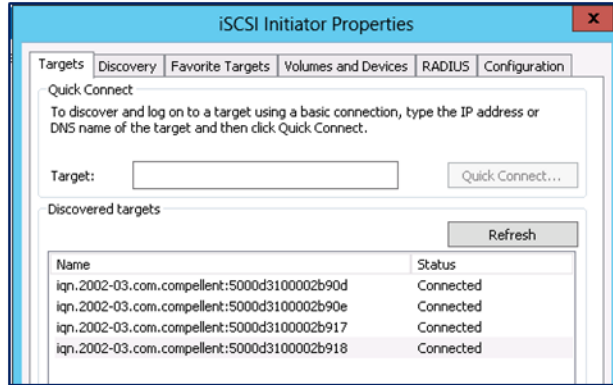 iSCSI Initiator Properties
x
Targets Discovery Favorite Targets Volumes and Devices RADIUS Configuration
Quick Connect
To discover and log on to a target using a basic connection, type the IP address or
DNS name of the target and then click Quick Connect.
Target: Quick Connect...
Discovered targets
Refresh
Name Status
iqn.2002-03.com.compellent:5000d3100002b90d Connected
iqn.2002-03.com.compellent:5000d3100002b90e Connected
iqn.2002-03.com.compellent:5000d3100002b917 Connected
iqn.2002-03.com.compellent:5000d3100002b918 Connected